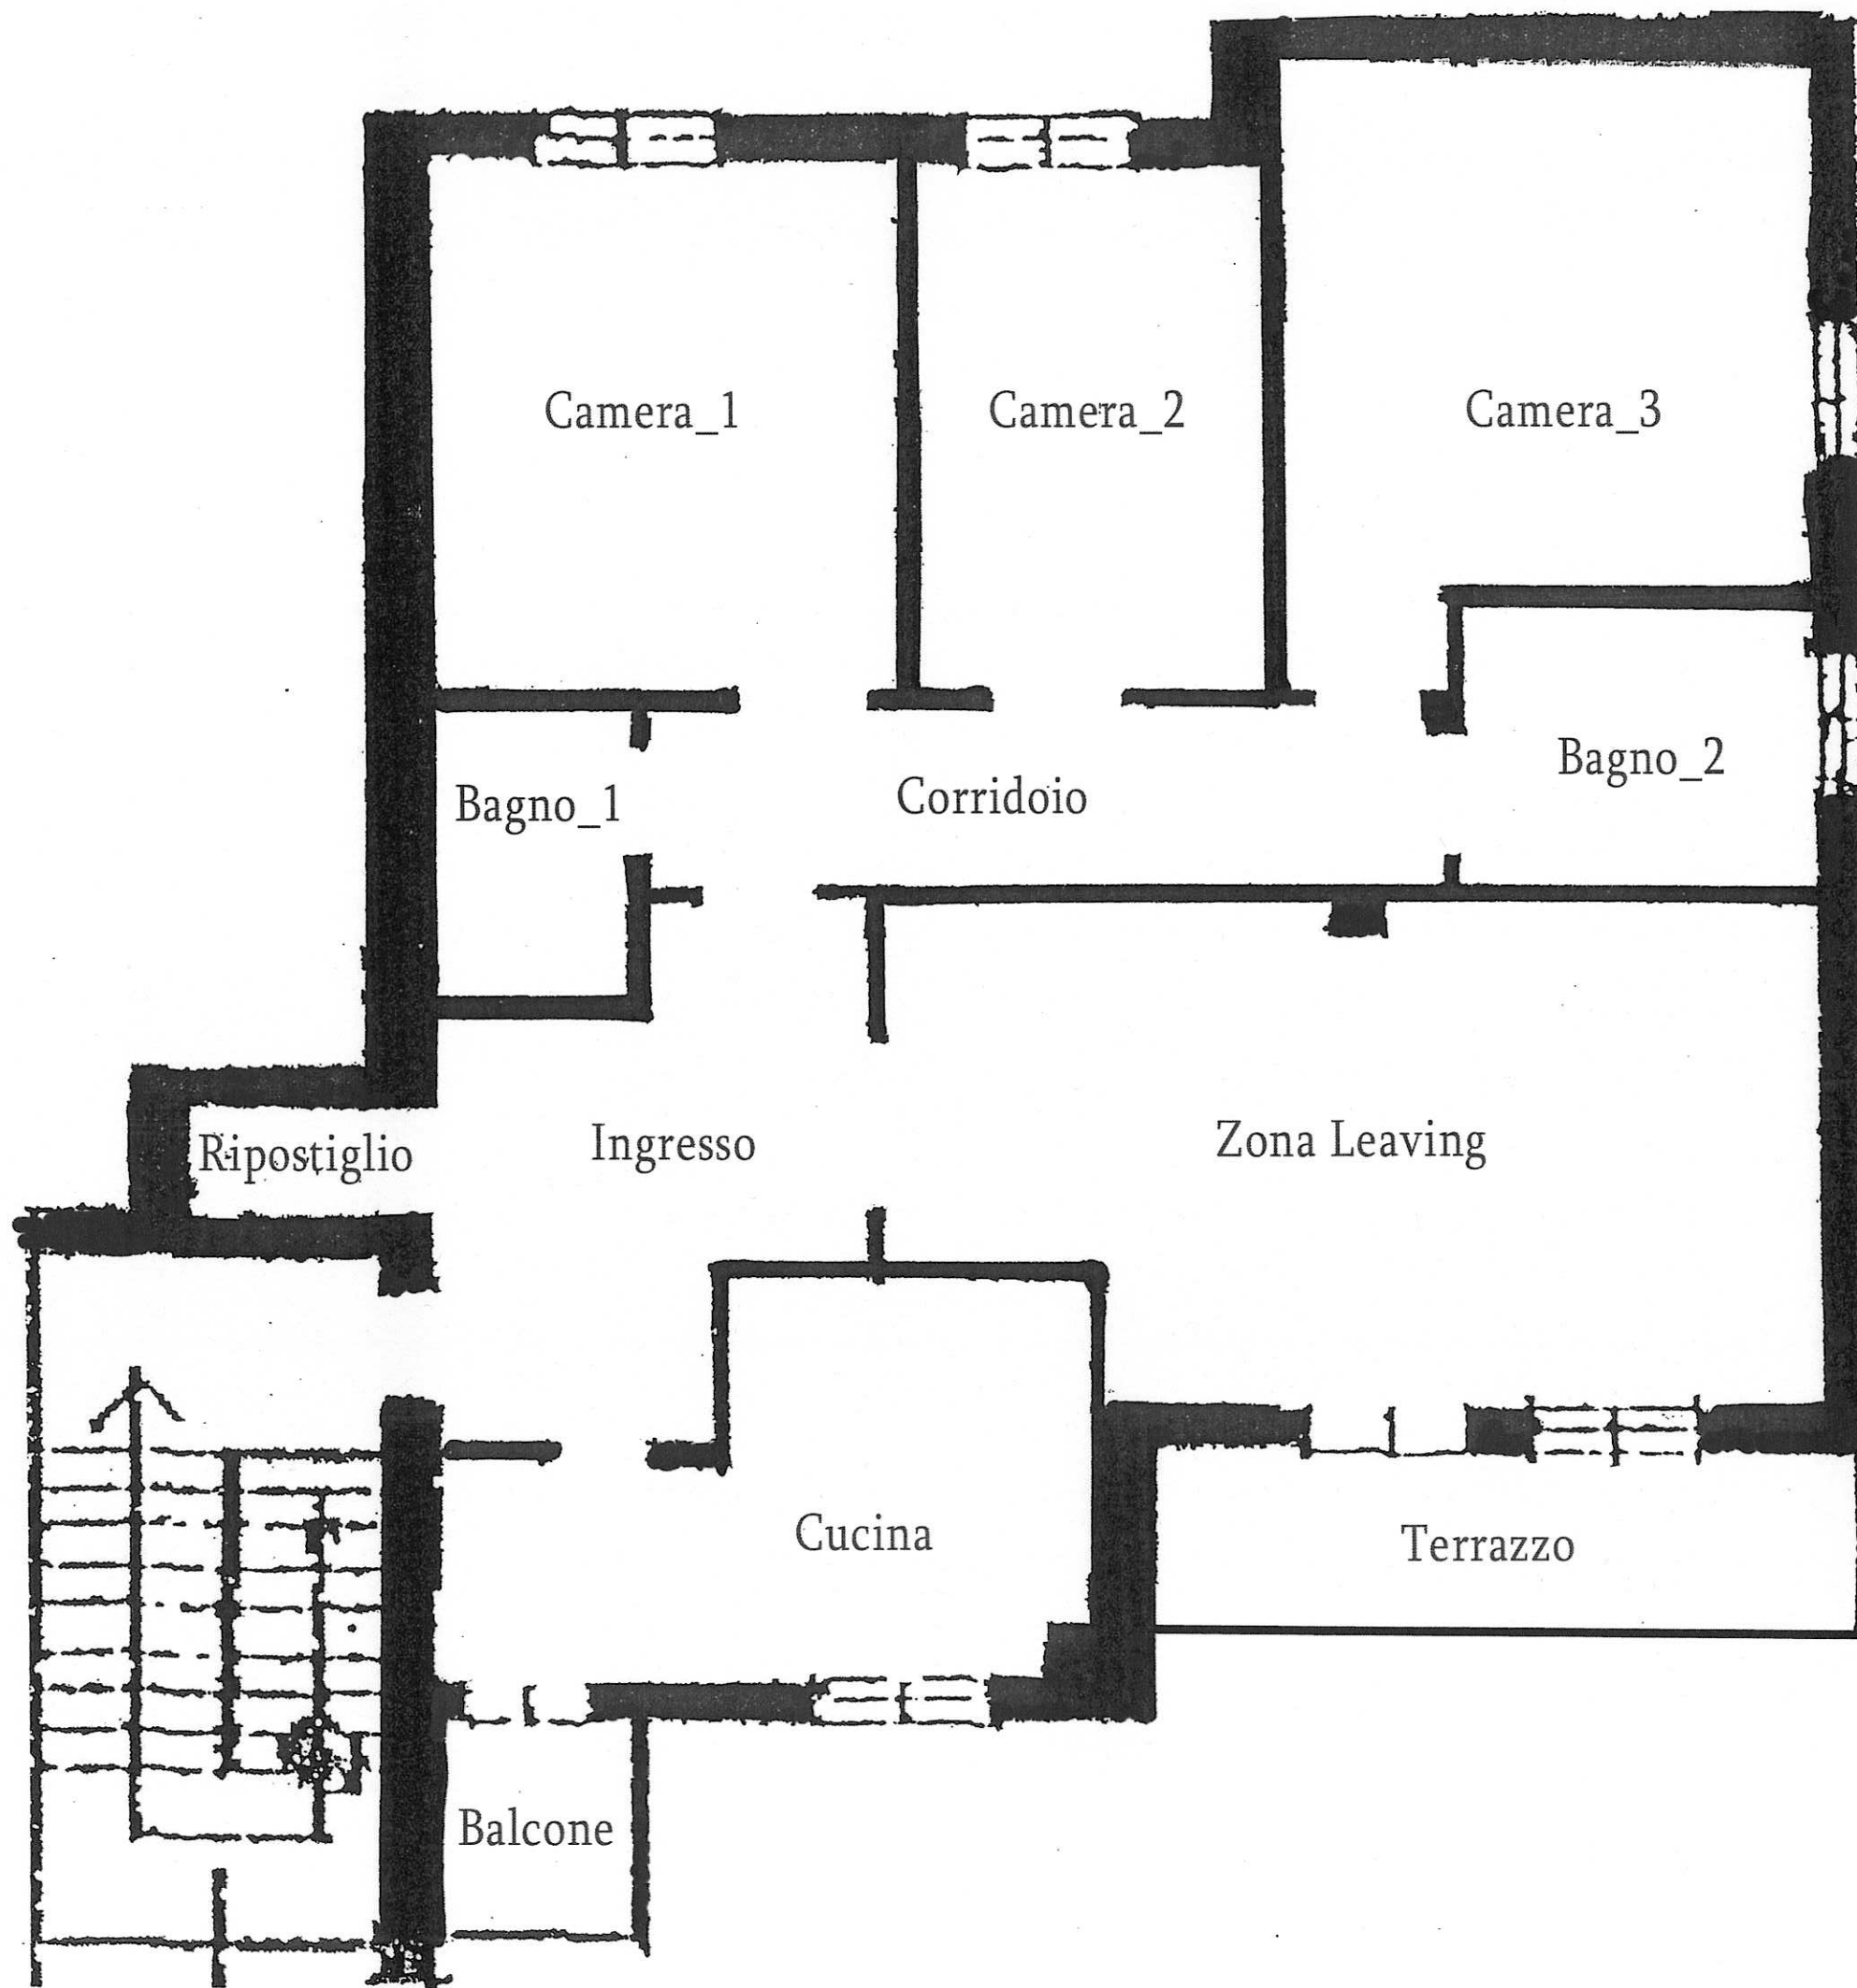 Camera_1
Camera_2
Camera_3
Bagno_1
Corridoio
Bagno_2
Ripostiglio
Ingresso
Zona Leaving
Cucina
Terrazzo
Balcone